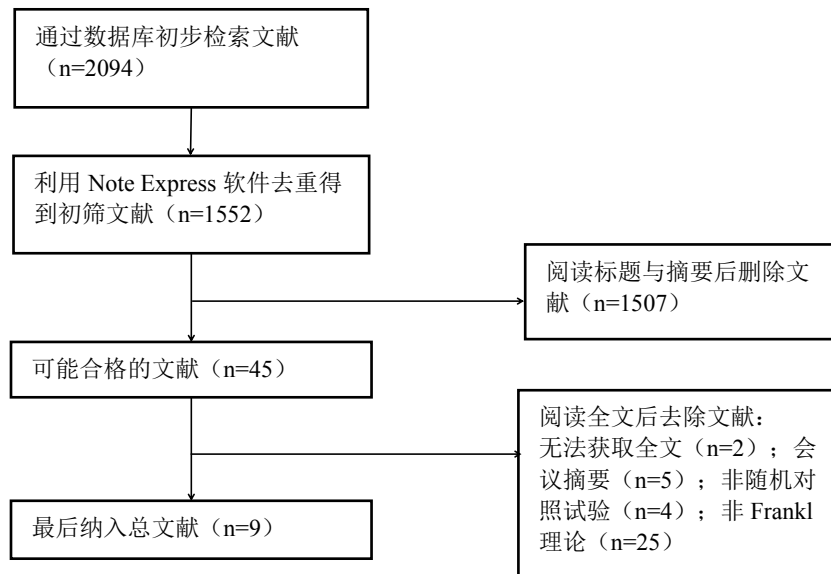 通过数据库初步检索文献
（n=2094）
利用 Note Express 软件去重得
到初筛文献（n=1552）
阅读标题与摘要后删除文
献（n=1507）
可能合格的文献（n=45）
阅读全文后去除文献：
无法获取全文（n=2）；会
议摘要（n=5）；非随机对
照试验（n=4）；非 Frankl
理论（n=25）
最后纳入总文献（n=9）